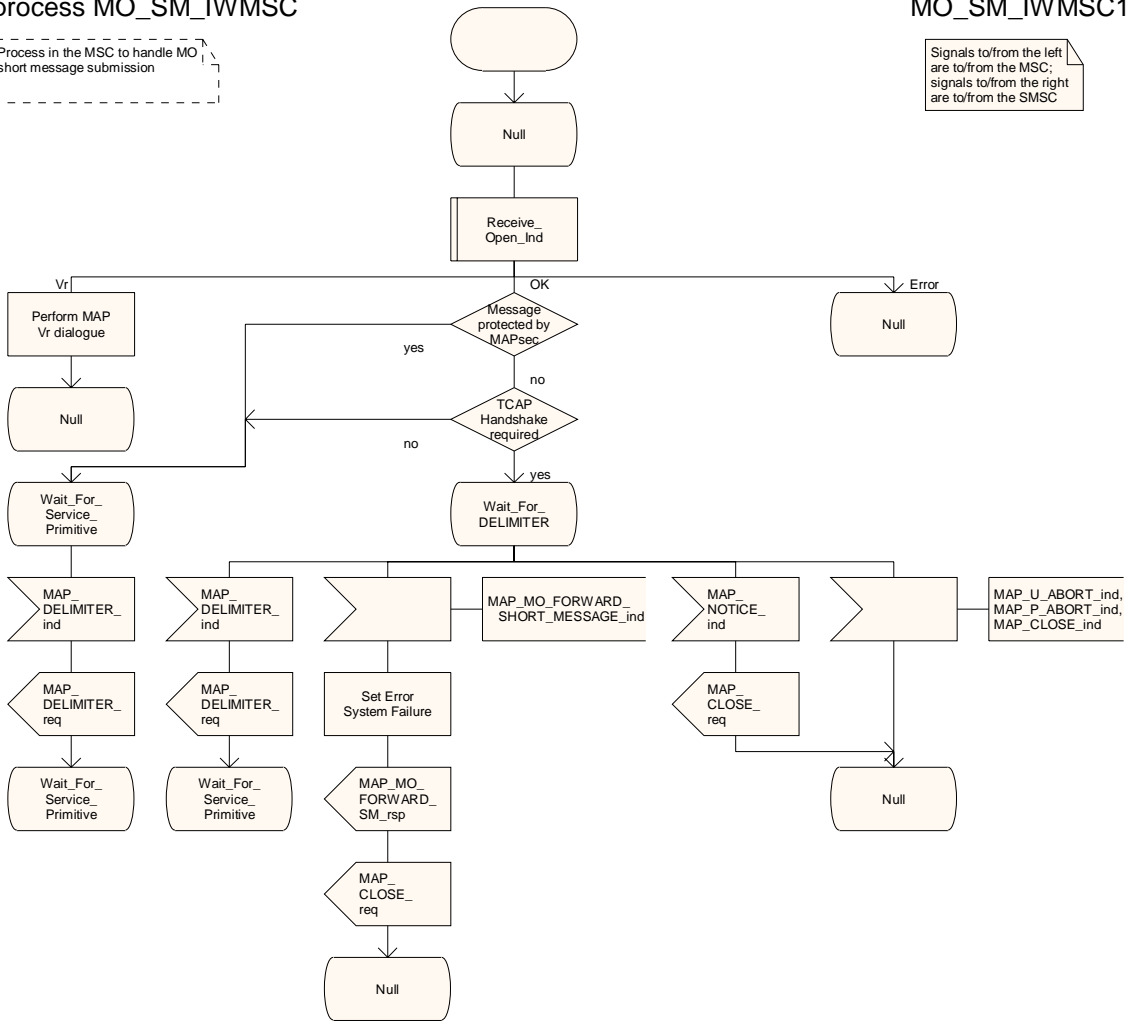 process MO_SM_IWMSC
MO_SM_IWMSC1
Process in the MSC to handle MO
short message submission
Signals to/from the left
are to/from the MSC;
signals to/from the right
are to/from the SMSC
Null
Receive_
Open_Ind
Vr
OK
Error
Perform MAP
Vr dialogue
Message
protected by
MAPsec
Null
yes
no
Null
TCAP
Handshake
required
no
yes
Wait_For_
Service_
Primitive
Wait_For_
DELIMITER
MAP_
DELIMITER_
ind
MAP_
DELIMITER_
ind
MAP_MO_FORWARD_
SHORT_MESSAGE_ind
MAP_
NOTICE_
ind
MAP_U_ABORT_ind,
MAP_P_ABORT_ind,
MAP_CLOSE_ind
MAP_
DELIMITER_
req
MAP_
DELIMITER_
req
Set Error
System Failure
MAP_
CLOSE_
req
Wait_For_
Service_
Primitive
Wait_For_
Service_
Primitive
MAP_MO_
FORWARD_
SM_rsp
Null
MAP_
CLOSE_
req
Null